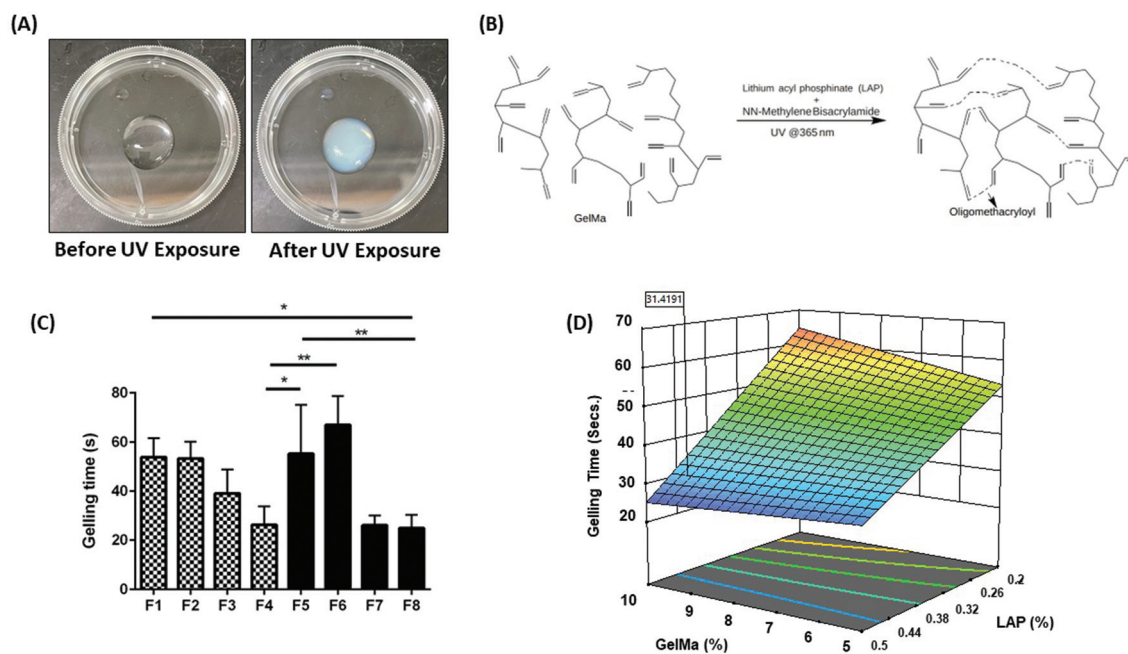 (A)
Before UV Exposure
After UV Exposure
(B)
GelMa
Lithium acyl phosphinate (LAP)
+
NN-Methylene Bisacrylamide
UV @365 nm
Oligomethacryloyl
(C)
*
**
**
*
Gelling time (s)
80
60
40
20
0
F1 F2 F3 F4 F5 F6 F7 F8
(D)
31.4191
Gelling Time (Secs.)
70
60
50
40
30
20
10 9 8 7 6 5
GelMa (%)
0.5 0.44 0.38 0.32 0.26 0.2
LAP (%)